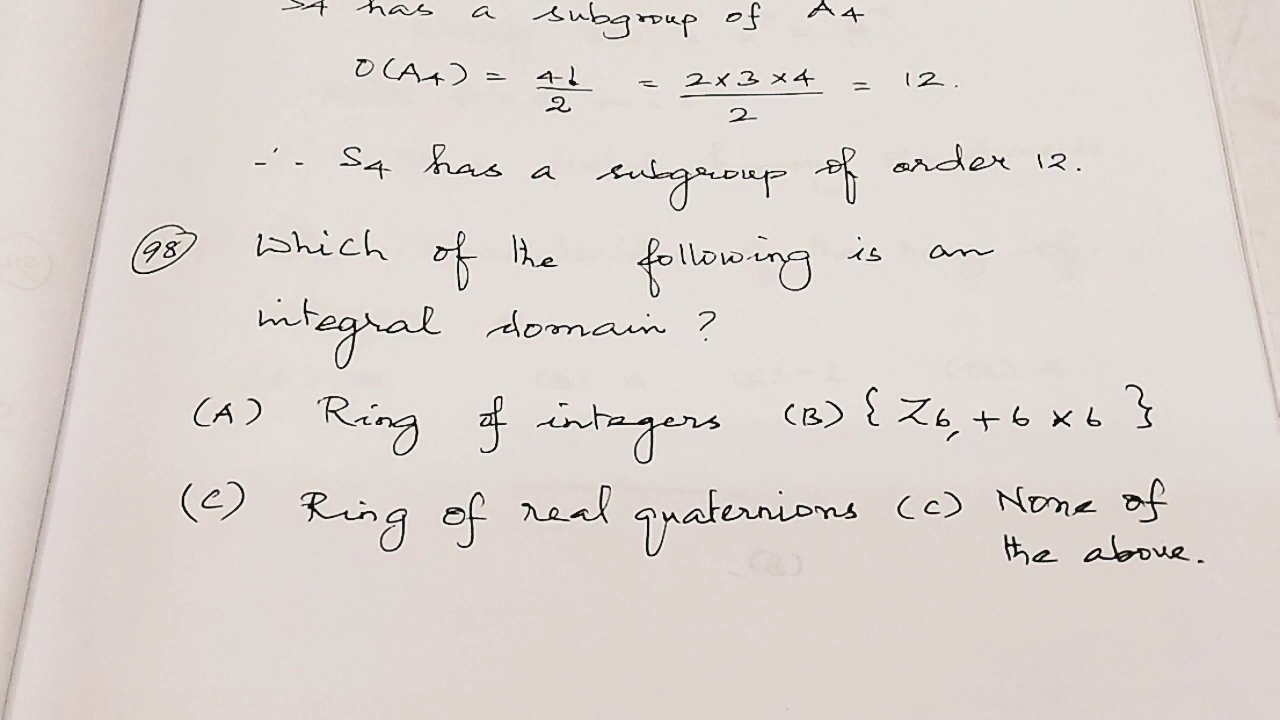 S4 has a subgroup of A4
O(A4) = 4! / 2 = 2×3×4 / 2 = 12.
∴ S4 has a subgroup of order 12.
98 Which of the following is an
integral domain ?
(A) Ring of integers (B) { Z6, +6 ×6 }
(C) Ring of real quaternions (C) None of
the above.